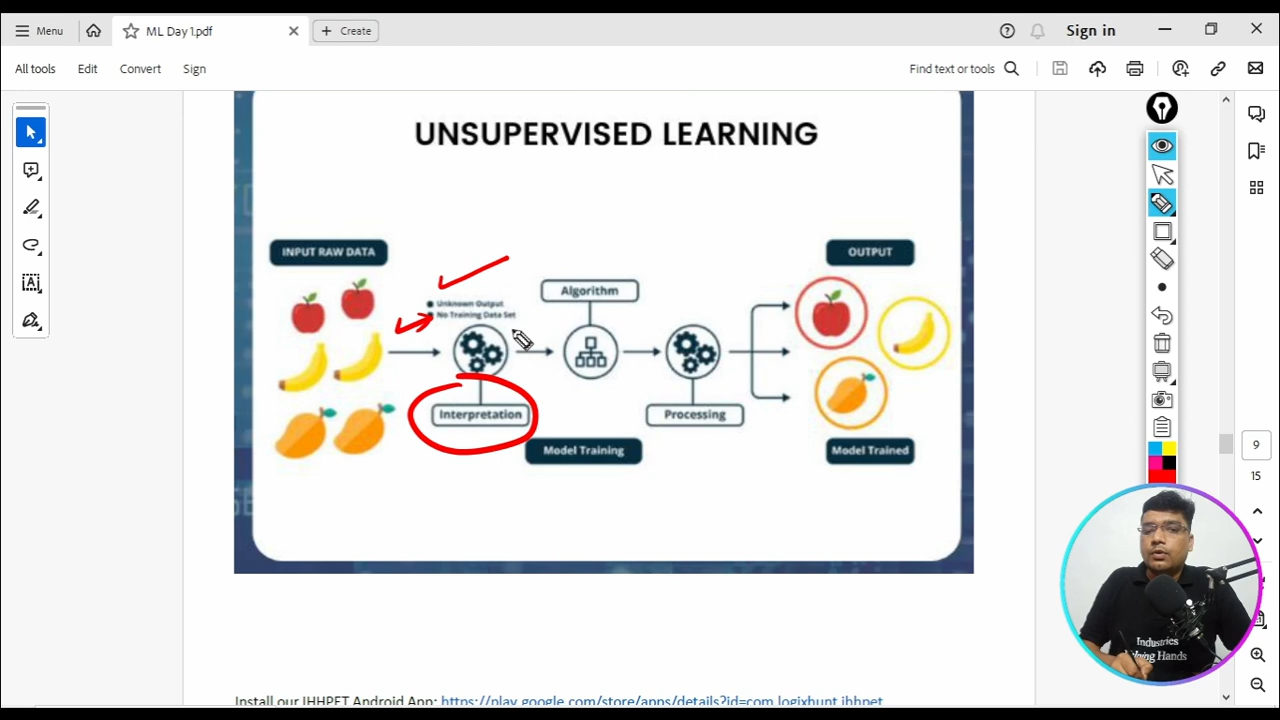 Menu
ML Day 1.pdf
Create
Sign in
All tools
Edit
Convert
Sign
Find text or tools
UNSUPERVISED LEARNING
INPUT RAW DATA
OUTPUT
Unknown Output
No Training Data Set
Algorithm
Interpretation
Processing
Model Training
Model Trained
9
15
Industries
Hands
Install our IHHPET Android App: https://play.google.com/store/apps/details?id=com.logixhunt.ihhpet